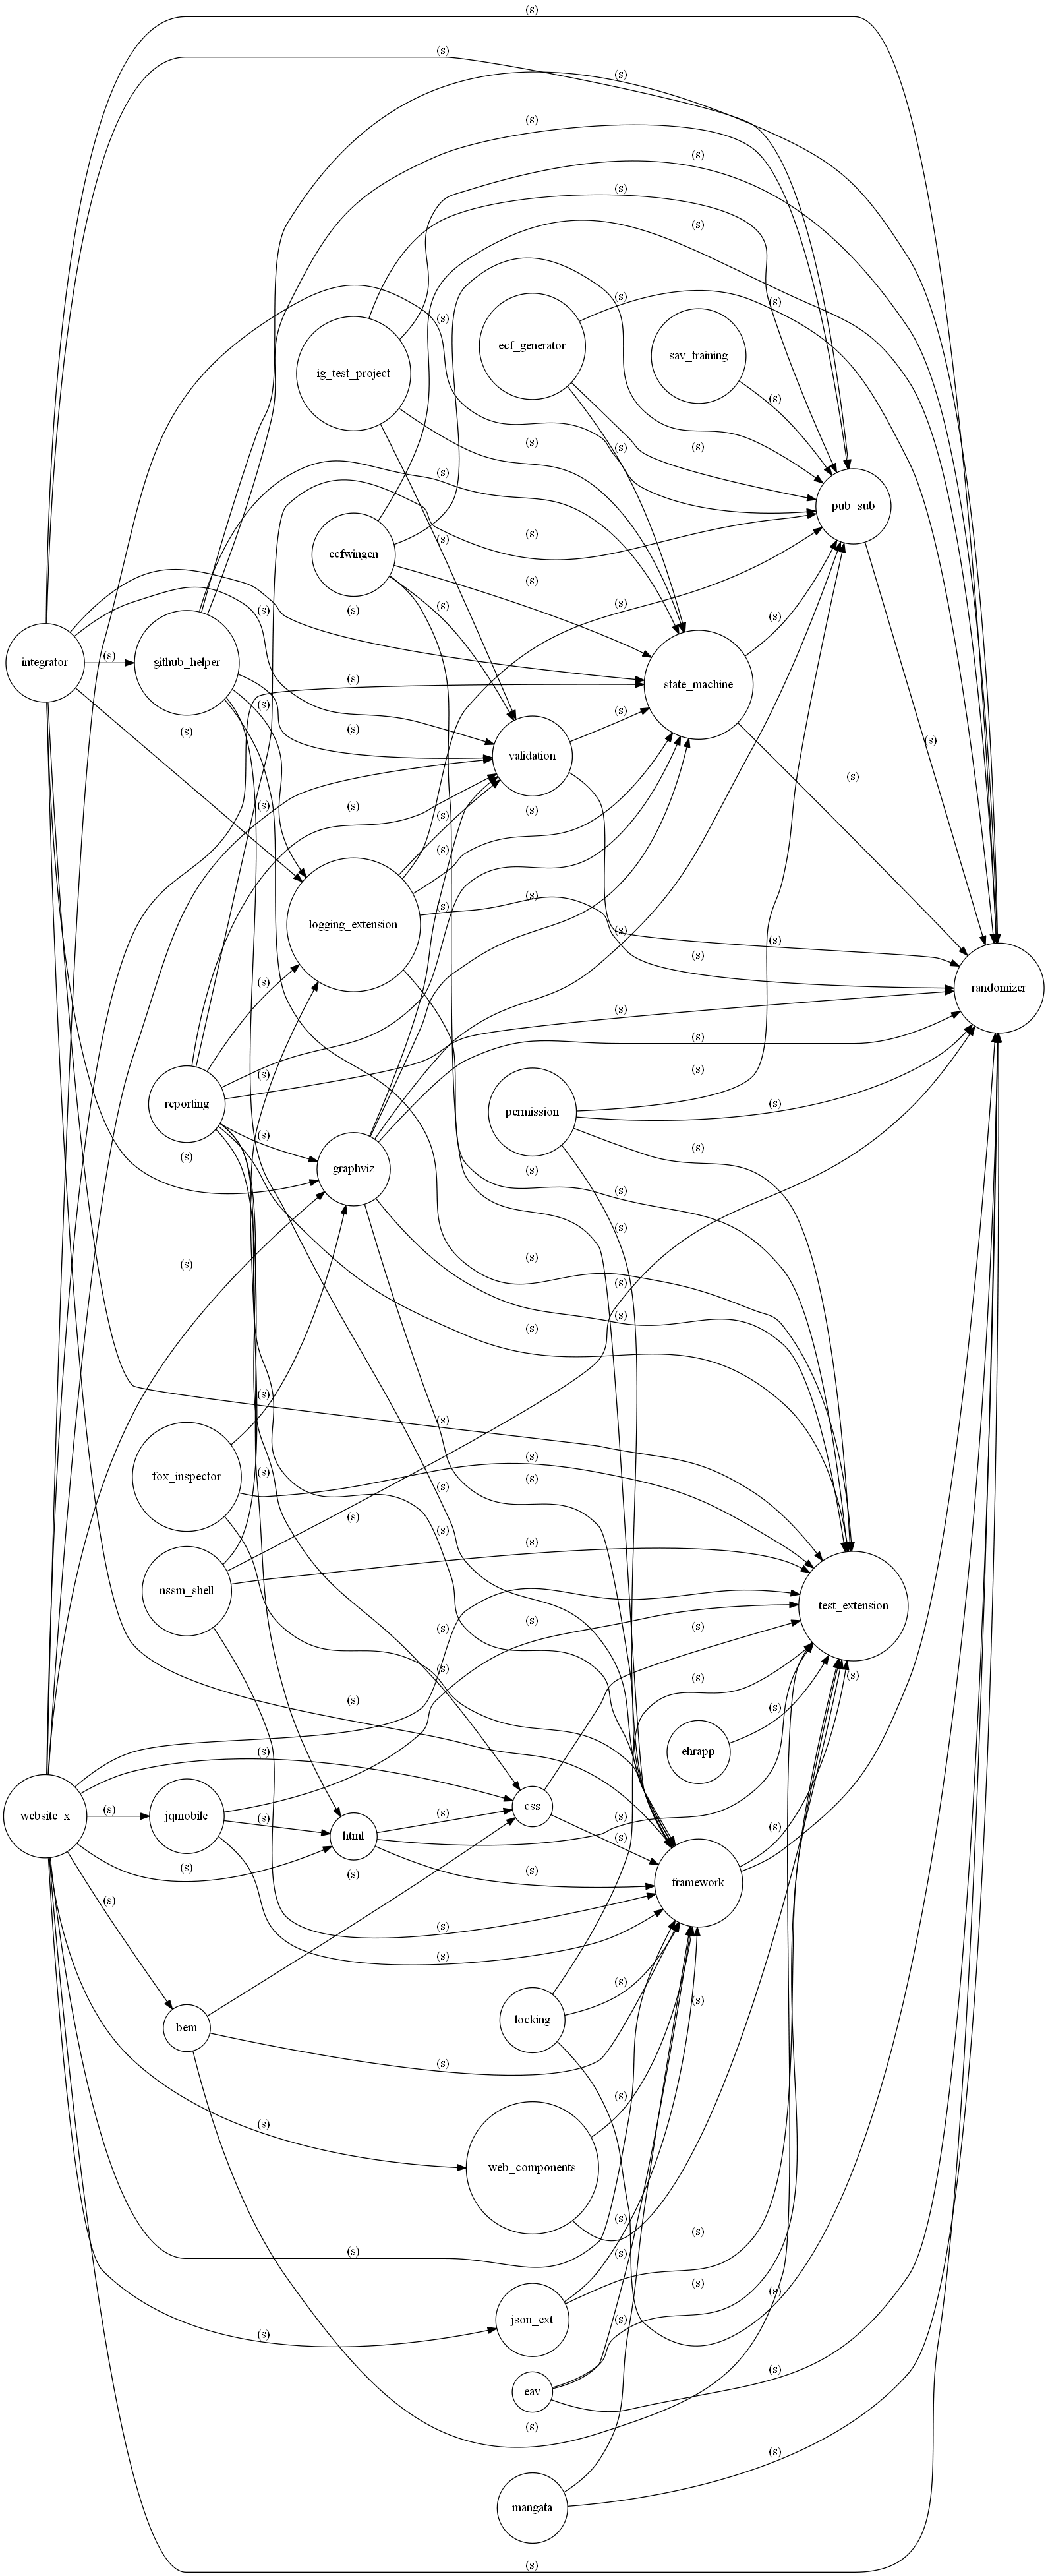 (s)
(s)
(s)
(s)
(s)
(s)
(s)
(s)
(s)
(s)
(s)
ecf_generator
sav_training
ig_test_project
(s)
(s)
(s)
(s)
(s)
pub_sub
(s)
(s)
ecfwingen
(s)
(s)
(s)
(s)
(s)
(s)
integrator
(s)
github_helper
(s)
state_machine
(s)
(s)
(s)
(s)
(s)
validation
(s)
(s)
(s)
(s)
(s)
(s)
(s)
(s)
logging_extension
(s)
(s)
(s)
(s)
randomizer
(s)
(s)
(s)
(s)
(s)
reporting
permission
(s)
(s)
(s)
graphviz
(s)
(s)
(s)
(s)
(s)
(s)
(s)
(s)
(s)
(s)
(s)
fox_inspector
(s)
(s)
(s)
(s)
(s)
(s)
nssm_shell
test_extension
(s)
(s)
(s)
(s)
(s)
(s)
(s)
(s)
ehrapp
(s)
website_x
(s)
jqmobile
(s)
html
(s)
css
(s)
(s)
(s)
(s)
(s)
(s)
framework
(s)
(s)
(s)
(s)
(s)
locking
bem
(s)
(s)
(s)
web_components
(s)
(s)
(s)
(s)
(s)
(s)
json_ext
(s)
(s)
(s)
eav
(s)
(s)
mangata
(s)